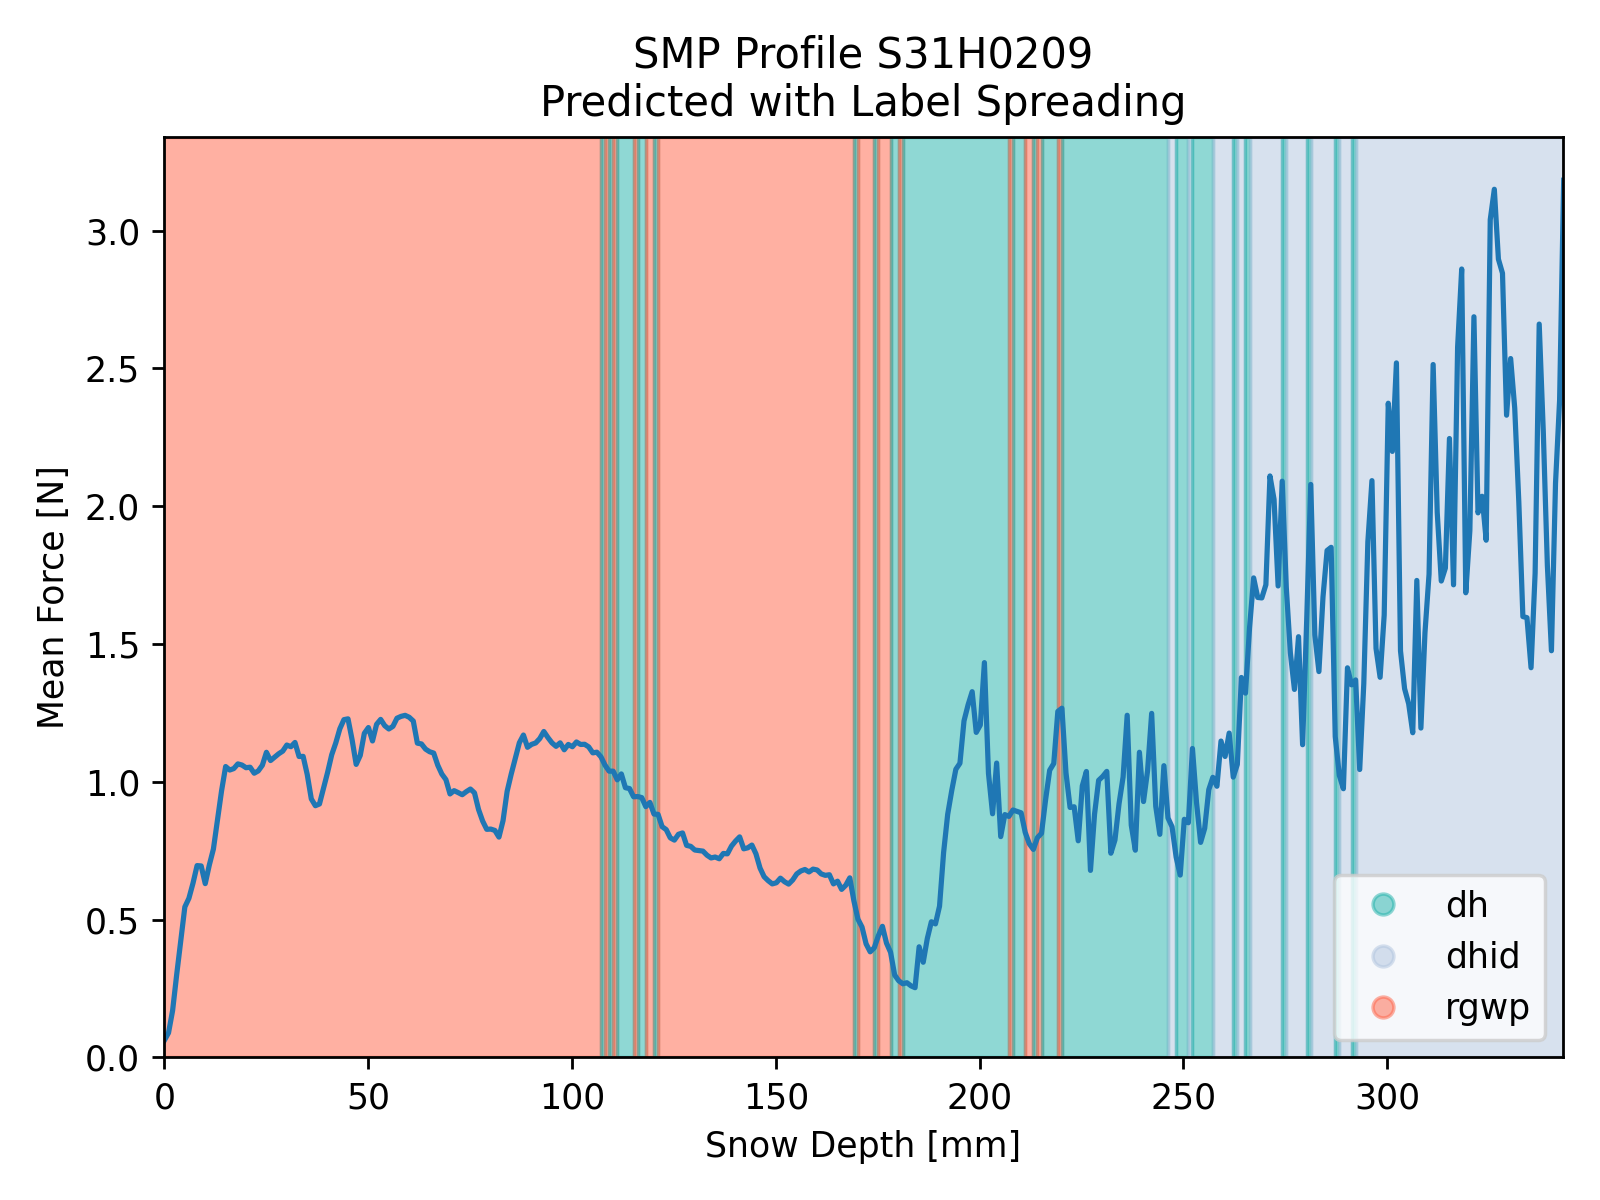 SMP Profile S31H0209
Predicted with Label Spreading
Mean Force [N]
3.0
2.5
2.0
1.5
1.0
0.5
0.0
0 50 100 150 200 250 300
Snow Depth [mm]
dh
dhid
rgwp